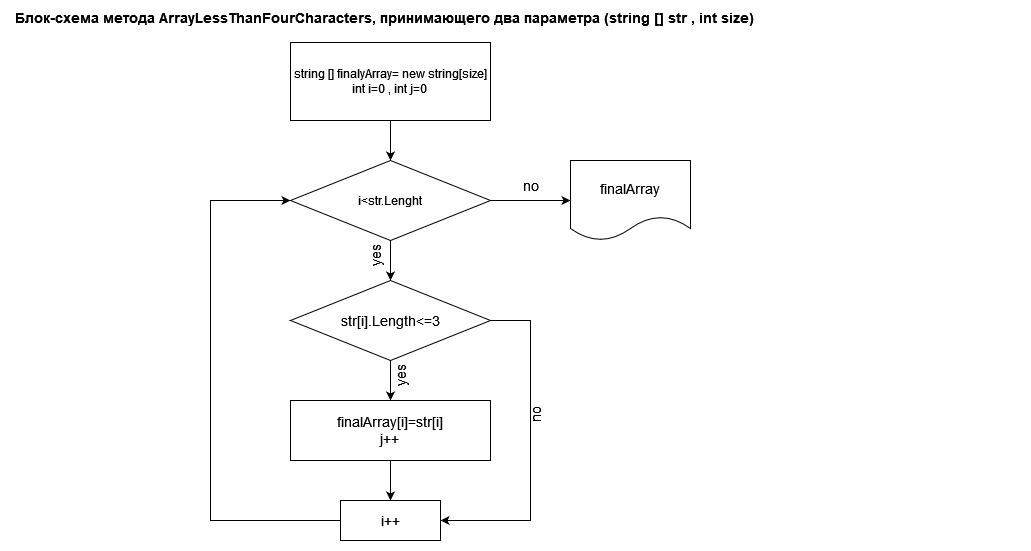 Блок-схема метода ArrayLessThanFourCharacters, принимающего два параметра (string [] str , int size)
string [] finalyArray= new string[size]
int i=0 , int j=0
i<str.Lenght
no
finalArray
yes
str[i].Length<=3
yes
no
finalArray[i]=str[i]
j++
i++